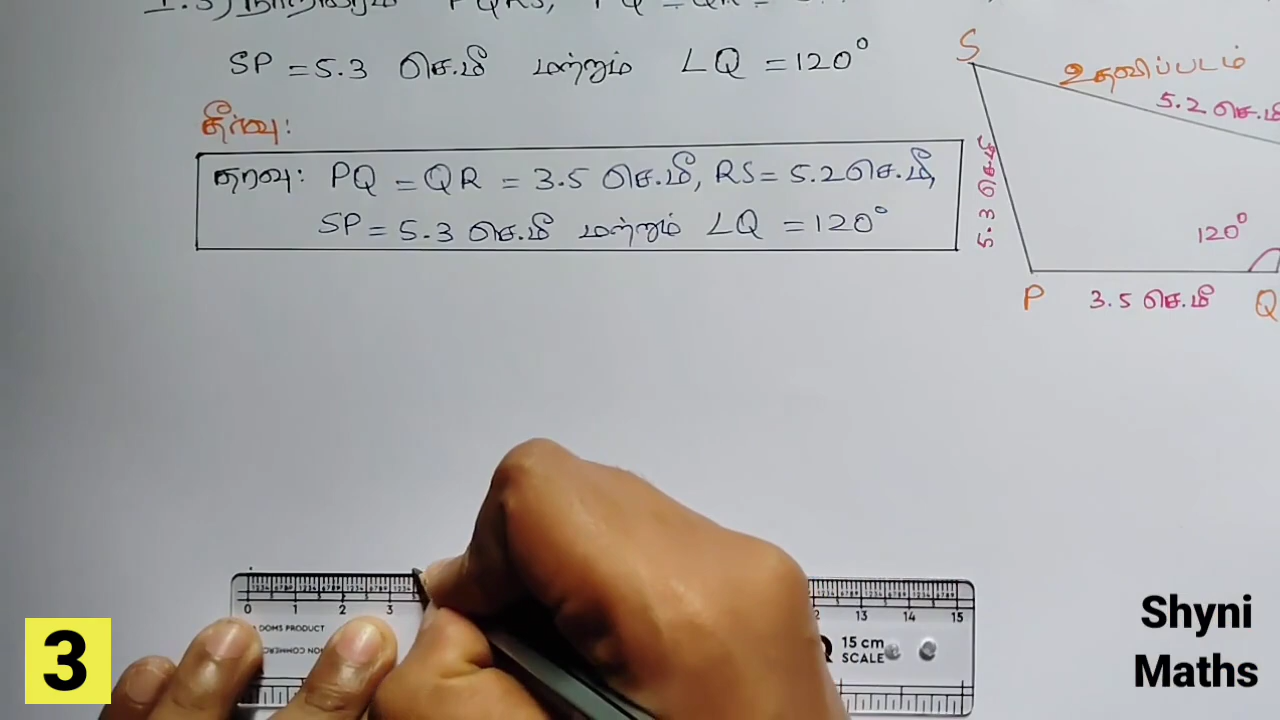 SP = 5.3 செ.மீ மற்றும் ∠Q = 120°
தீர்வு:
தரவு: PQ = QR = 3.5 செ.மீ, RS = 5.2 செ.மீ,
SP = 5.3 செ.மீ மற்றும் ∠Q = 120°
S
உதவிப்படம்
5.2 செ.மீ
5.3 செ.மீ
120°
P 3.5 செ.மீ Q
0 1 2 3 13 14 15
DOMS PRODUCT
15 cm
SCALE
3
Shyni
Maths